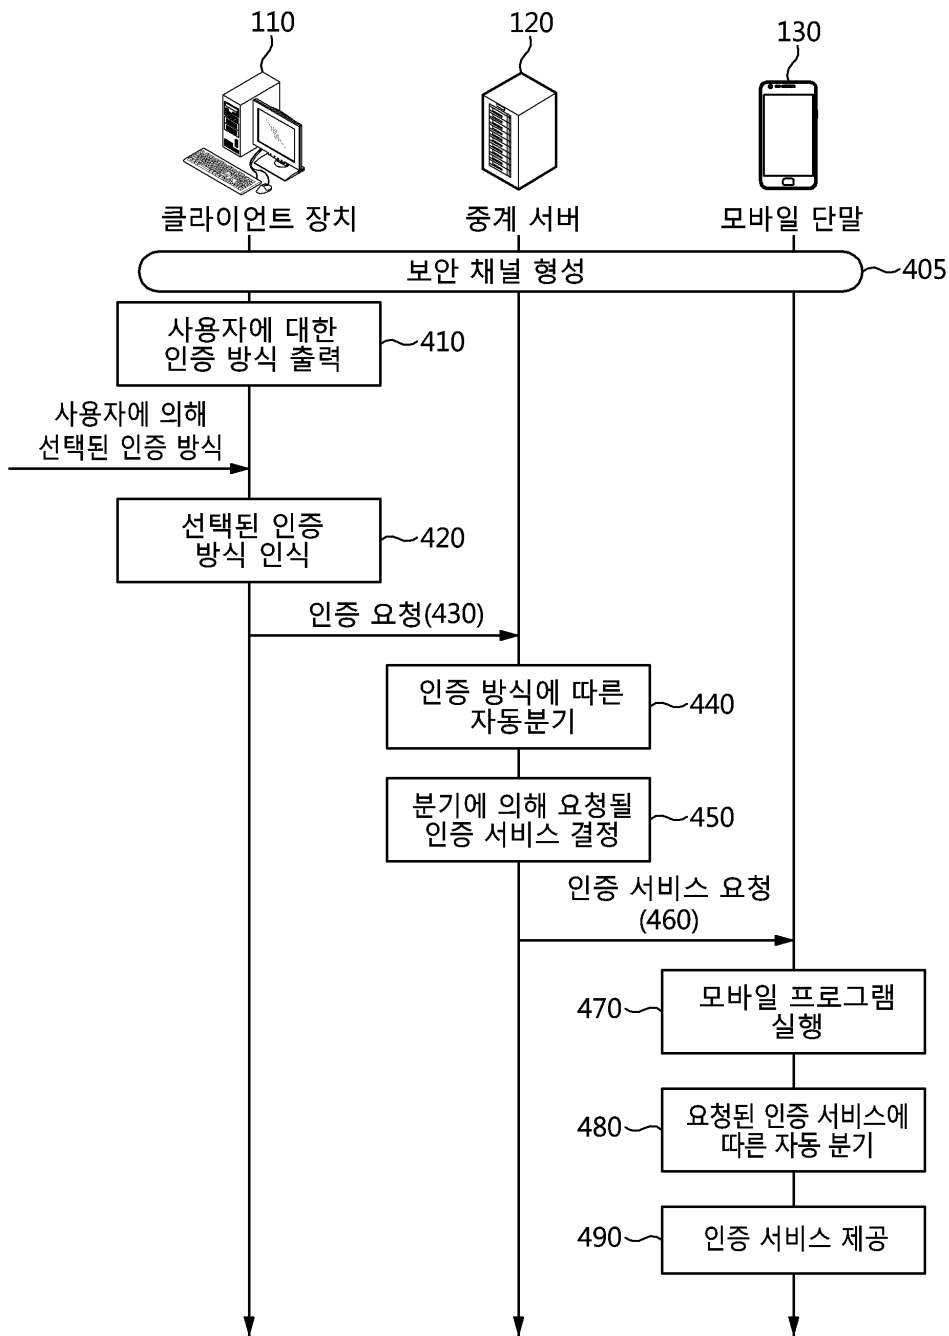 110
120
130
클라이언트 장치
중계 서버
모바일 단말
보안 채널 형성
405
사용자에 대한
인증 방식 출력
410
사용자에 의해
선택된 인증 방식
선택된 인증
방식 인식
420
인증 요청(430)
인증 방식에 따른
자동분기
440
분기에 의해 요청될
인증 서비스 결정
450
인증 서비스 요청
(460)
470
모바일 프로그램
실행
480
요청된 인증 서비스에
따른 자동 분기
490
인증 서비스 제공